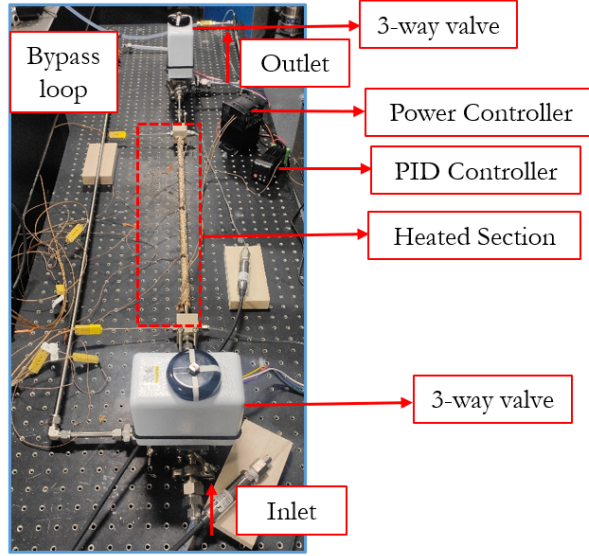 3-way valve
Bypass
loop
Outlet
Power Controller
PID Controller
Heated Section
3-way valve
Inlet